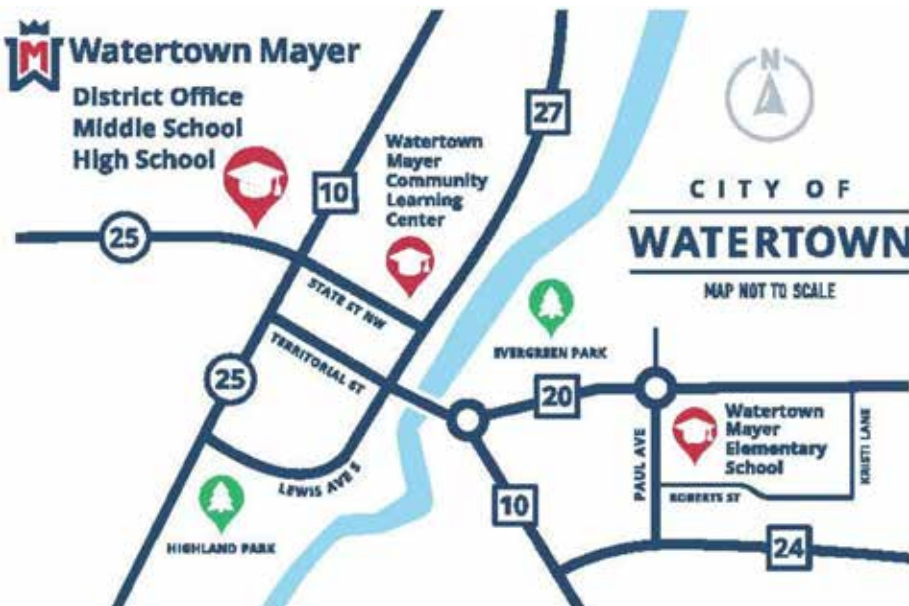 M
Watertown Mayer
District Office
Middle School
High School
25
10
Watertown
Mayer
Community
Learning
Center
27
N
CITY OF
WATERTOWN
MAP NOT TO SCALE
STATE ST NW
TERRITORIAL ST
25
LEWIS AVE S
HIGHLAND PARK
EVERGREEN PARK
20
10
PAUL AVE
Watertown
Mayer
Elementary
School
KRISTI LANE
ROBERTS ST
24